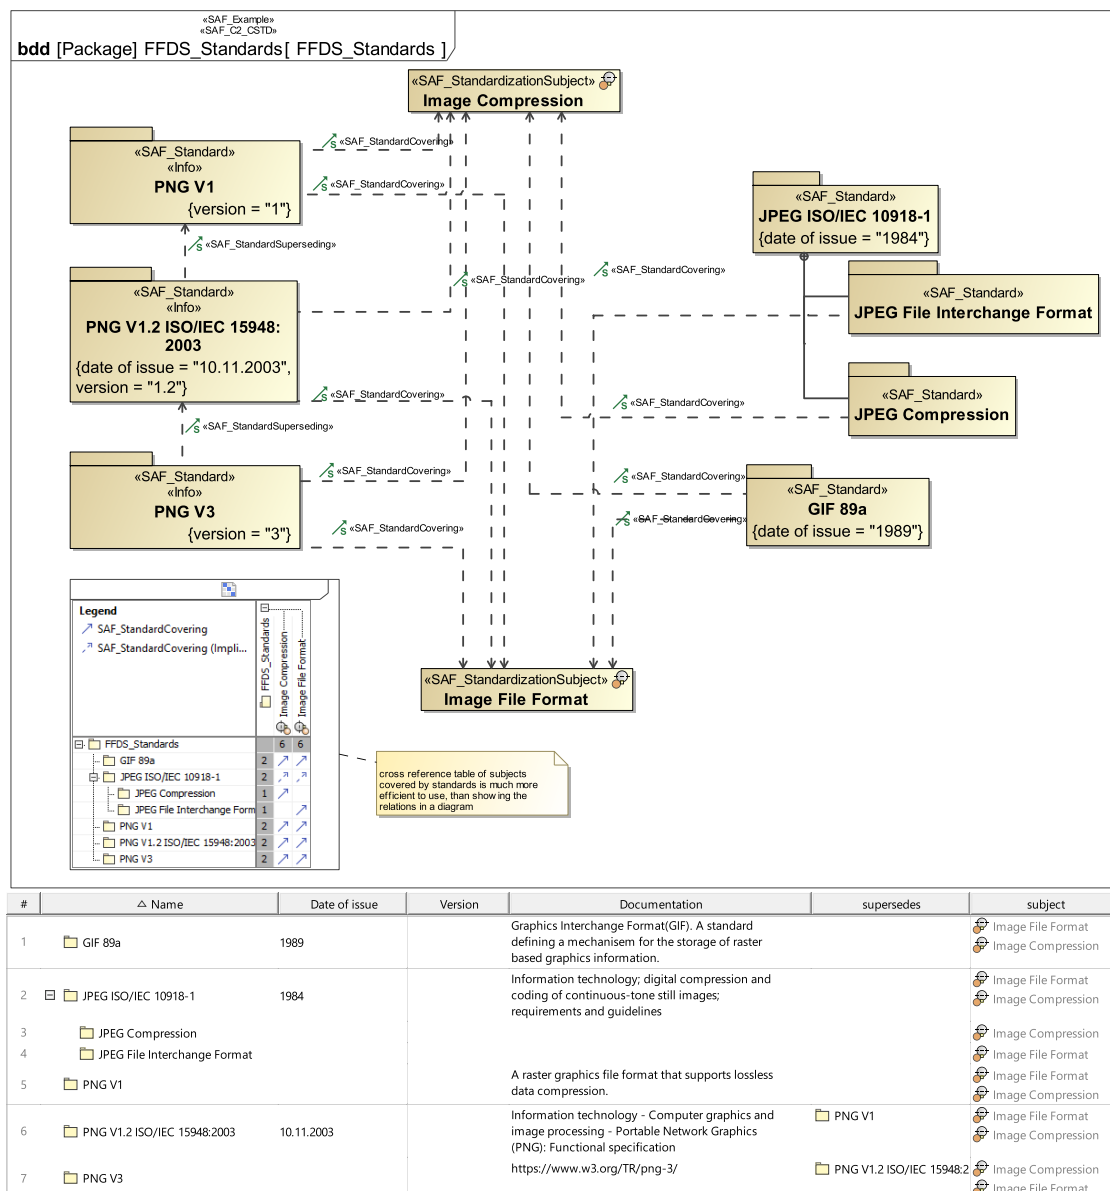 «SAF_Example»
«SAF_C2_CSTD»
bdd [Package] FFDS_Standards[ FFDS_Standards ]
«SAF_StandardizationSubject»
Image Compression
«SAF_StandardCovering»
«SAF_Standard»
«Info»
PNG V1
{version = "1"}
«SAF_StandardCovering»
«SAF_Standard»
JPEG ISO/IEC 10918-1
{date of issue = "1984"}
«SAF_StandardSuperseding»
«SAF_StandardCovering»
«SAF_StandardCovering»
«SAF_Standard»
«Info»
PNG V1.2 ISO/IEC 15948:
2003
{date of issue = "10.11.2003",
version = "1.2"}
«SAF_Standard»
JPEG File Interchange Format
«SAF_StandardCovering»
«SAF_StandardCovering»
«SAF_Standard»
JPEG Compression
«SAF_StandardSuperseding»
«SAF_StandardCovering»
«SAF_StandardCovering»
«SAF_Standard»
«Info»
PNG V3
{version = "3"}
«SAF_StandardCovering»
«SAF_StandardCovering»
«SAF_Standard»
GIF 89a
{date of issue = "1989"}
«SAF_StandardizationSubject»
Image File Format
Legend
SAF_StandardCovering
SAF_StandardCovering (Impli...
FFDS_Standards
Image Compression
Image File Format
FFDS_Standards 6 6
GIF 89a 2
JPEG ISO/IEC 10918-1 2
JPEG Compression 1
JPEG File Interchange Form 1
PNG V1 2
PNG V1.2 ISO/IEC 15948:2003 2
PNG V3 2
cross reference table of subjects
covered by standards is much more
efficient to use, than showing the
relations in a diagram
# Name Date of issue Version Documentation supersedes subject
1 GIF 89a 1989
Graphics Interchange Format(GIF). A standard
defining a mechanisem for the storage of raster
based graphics information.
Image File Format
Image Compression
2 JPEG ISO/IEC 10918-1 1984
Information technology; digital compression and
coding of continuous-tone still images;
requirements and guidelines
Image File Format
Image Compression
3 JPEG Compression Image Compression
4 JPEG File Interchange Format Image File Format
5 PNG V1
A raster graphics file format that supports lossless
data compression.
Image File Format
Image Compression
6 PNG V1.2 ISO/IEC 15948:2003 10.11.2003
Information technology - Computer graphics and
image processing - Portable Network Graphics
(PNG): Functional specification
PNG V1
Image File Format
Image Compression
7 PNG V3
https://www.w3.org/TR/png-3/
PNG V1.2 ISO/IEC 15948:2
Image Compression
Image File Format